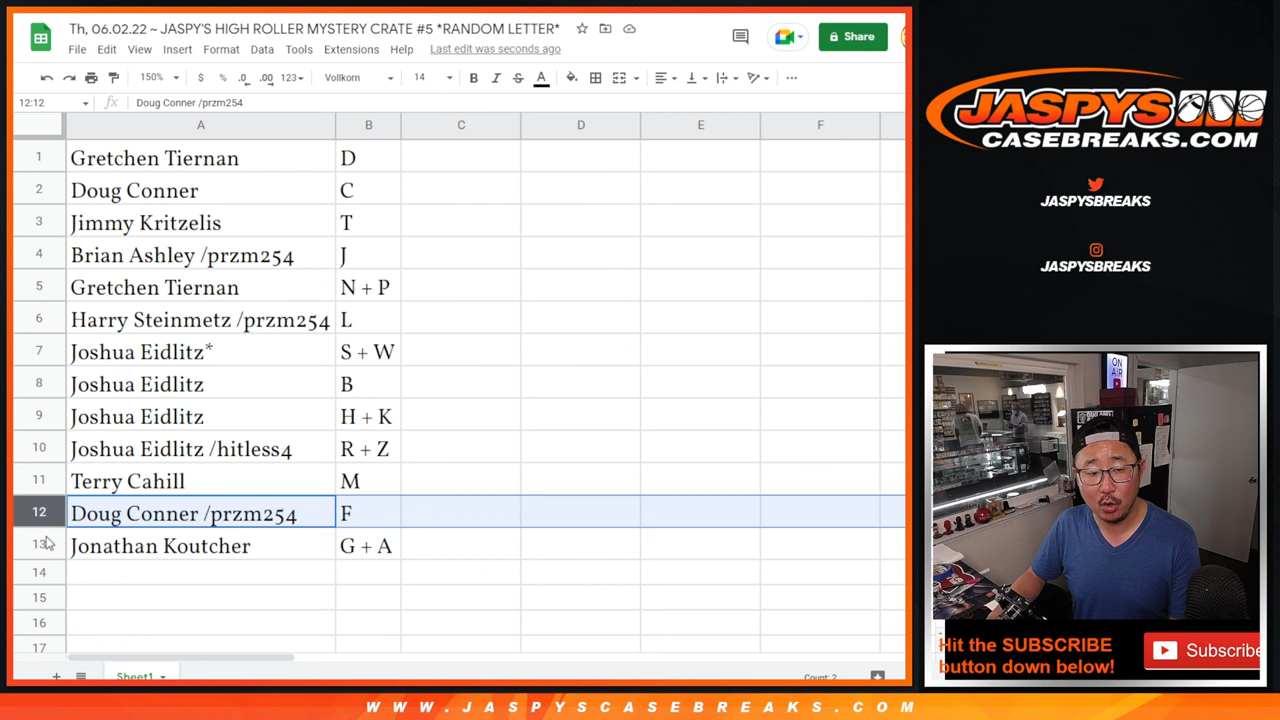 Th, 06.02.22 ~ JASPY'S HIGH ROLLER MYSTERY CRATE #5 *RANDOM LETTER*
File Edit View Insert Format Data Tools Extensions Help Last edit was seconds ago
Share
150% $ % .0 .00 123 Vollkorn 14 B I S A
12:12 fx Doug Conner /przm254
A B C D E F
1 Gretchen Tiernan D
2 Doug Conner C
3 Jimmy Kritzelis T
4 Brian Ashley /przm254 J
5 Gretchen Tiernan N + P
6 Harry Steinmetz /przm254 L
7 Joshua Eidlitz* S + W
8 Joshua Eidlitz B
9 Joshua Eidlitz H + K
10 Joshua Eidlitz /hitless4 R + Z
11 Terry Cahill M
12 Doug Conner /przm254 F
13 Jonathan Koutcher G + A
14
15
16
17
Sheet1
Count: 2
JASPYS
CASEBREAKS.COM
JASPYSBREAKS
JASPYSBREAKS
ON
AIR
Hit the SUBSCRIBE
button down below!
Subscribe
WWW.JASPYSCASEBREAKS.COM